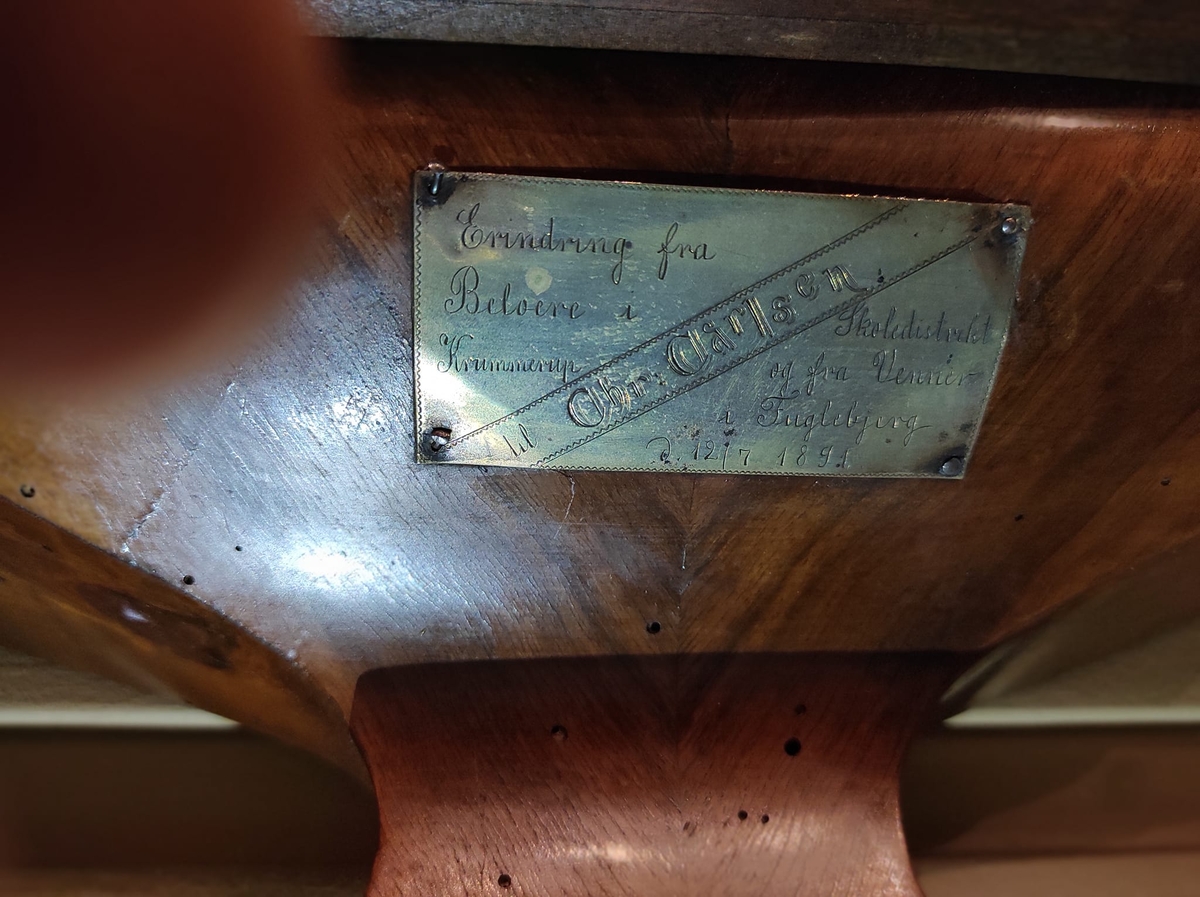 Erindring fra
Beboere i
Krummerup
Skoledistrikt
og fra Venner
i Fuglebjerg
til
Chr. Carlsen
D. 12/7 1891